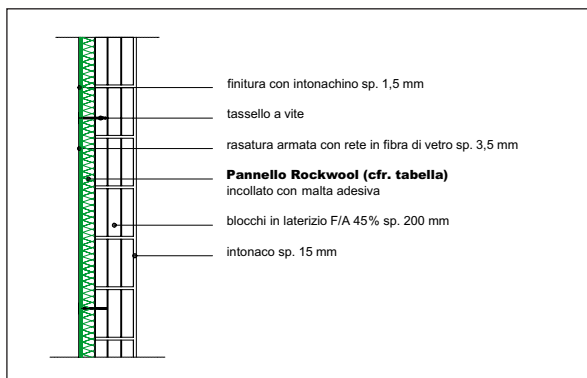 finitura con intonachino sp. 1,5 mm
tassello a vite
rasatura armata con rete in fibra di vetro sp. 3,5 mm
Pannello Rockwool (cfr. tabella)
incollato con malta adesiva
blocchi in laterizio F/A 45% sp. 200 mm
intonaco sp. 15 mm